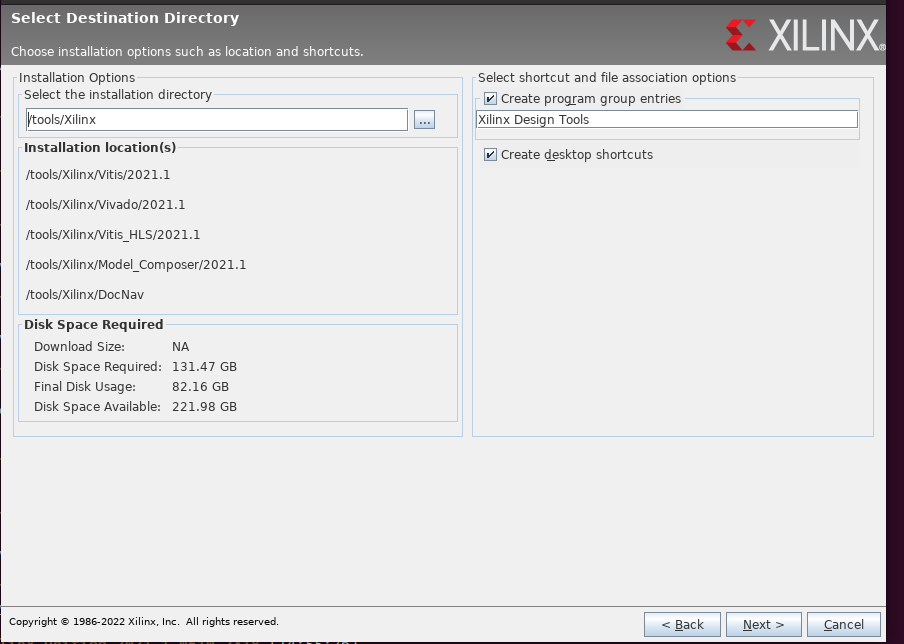 Select Destination Directory
Choose installation options such as location and shortcuts.
XILINX®
Installation Options
Select the installation directory
/tools/Xilinx
...
Installation location(s)
/tools/Xilinx/Vitis/2021.1
/tools/Xilinx/Vivado/2021.1
/tools/Xilinx/Vitis_HLS/2021.1
/tools/Xilinx/Model_Composer/2021.1
/tools/Xilinx/DocNav
Disk Space Required
Download Size: NA
Disk Space Required: 131.47 GB
Final Disk Usage: 82.16 GB
Disk Space Available: 221.98 GB
Select shortcut and file association options
Create program group entries
Xilinx Design Tools
Create desktop shortcuts
Copyright © 1986-2022 Xilinx, Inc. All rights reserved.
< Back
Next >
Cancel